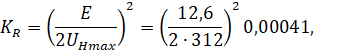 K_R = (E / 2U_Hmax)^2 = (12,6 / 2 · 312)^2 0,00041,